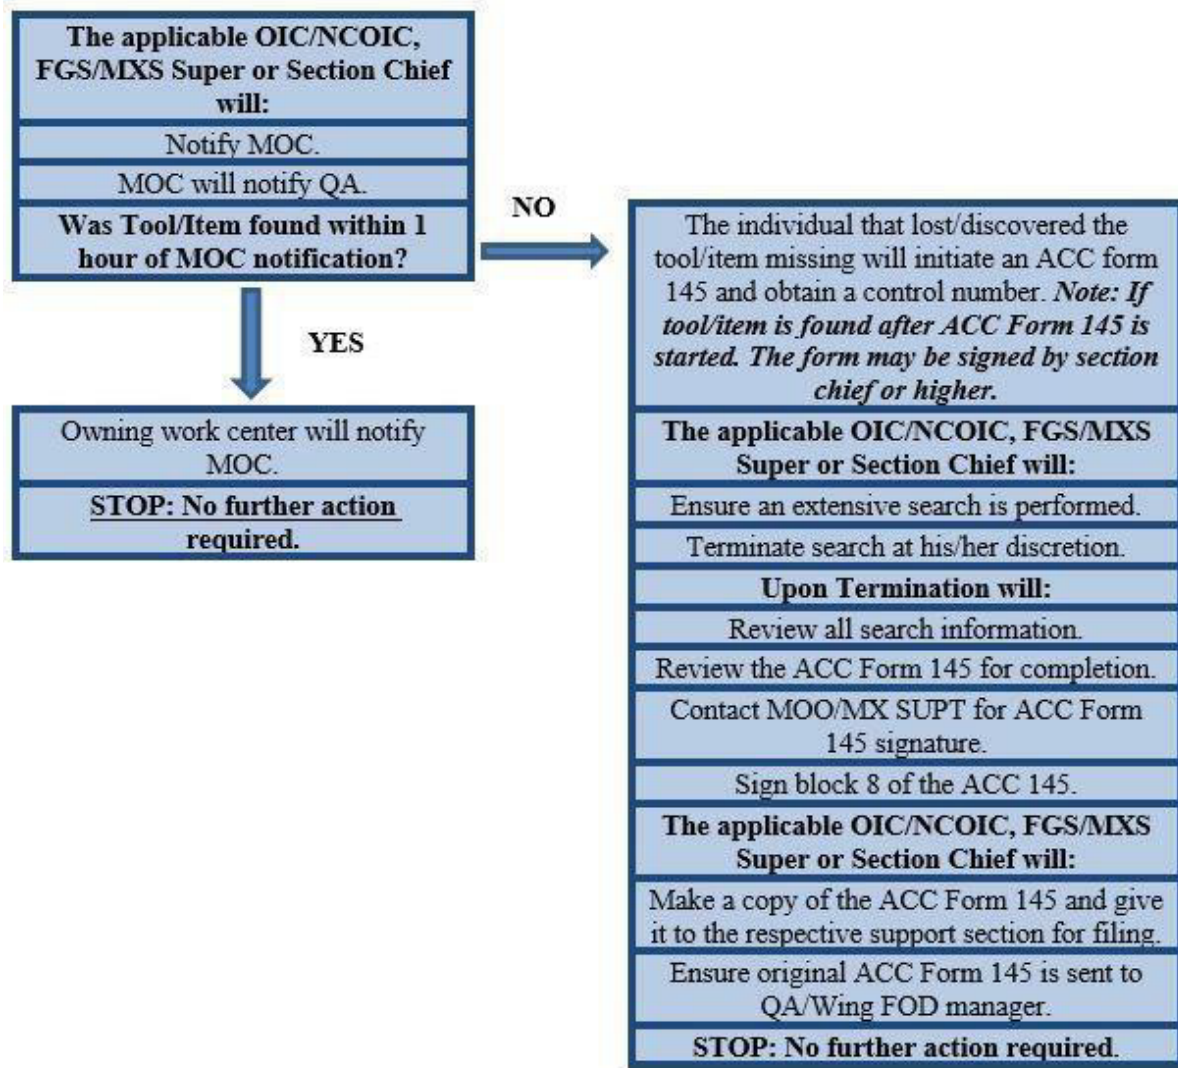 The applicable OIC/NCOIC,
FGS/MXS Super or Section Chief
will:
Notify MOC.
MOC will notify QA.
Was Tool/Item found within 1
hour of MOC notification?
NO
YES
Owning work center will notify
MOC.
STOP: No further action
required.
The individual that lost/discovered the
tool/item missing will initiate an ACC form
145 and obtain a control number. Note: If
tool/item is found after ACC Form 145 is
started. The form may be signed by section
chief or higher.
The applicable OIC/NCOIC, FGS/MXS
Super or Section Chief will:
Ensure an extensive search is performed.
Terminate search at his/her discretion.
Upon Termination will:
Review all search information.
Review the ACC Form 145 for completion.
Contact MOO/MX SUPT for ACC Form
145 signature.
Sign block 8 of the ACC 145.
The applicable OIC/NCOIC, FGS/MXS
Super or Section Chief will:
Make a copy of the ACC Form 145 and give
it to the respective support section for filing.
Ensure original ACC Form 145 is sent to
QA/Wing FOD manager.
STOP: No further action required.